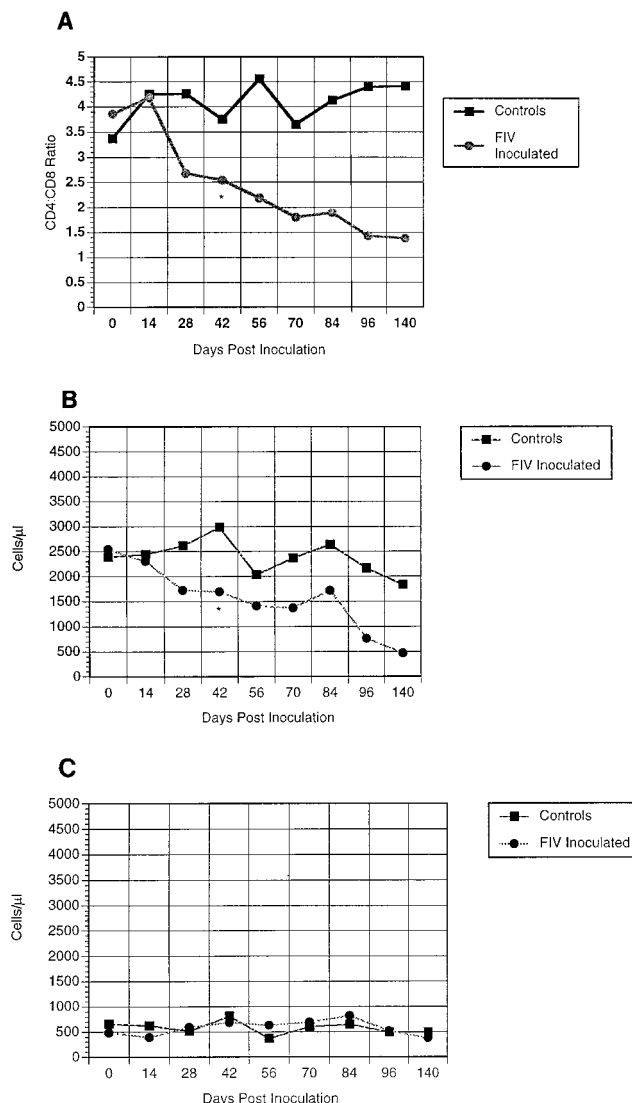 A
5
4.5
4
3.5
3
2.5
2
1.5
1
0.5
0
CD4:CD8 Ratio
*
0 14 28 42 56 70 84 96 140
Days Post Inoculation
Controls
FIV
Inoculated
B
5000
4500
4000
3500
3000
2500
2000
1500
1000
500
0
Cells/µl
*
0 14 28 42 56 70 84 96 140
Days Post Inoculation
Controls
FIV Inoculated
C
5000
4500
4000
3500
3000
2500
2000
1500
1000
500
0
Cells/µl
0 14 28 42 56 70 84 96 140
Days Post Inoculation
Controls
FIV Inoculated